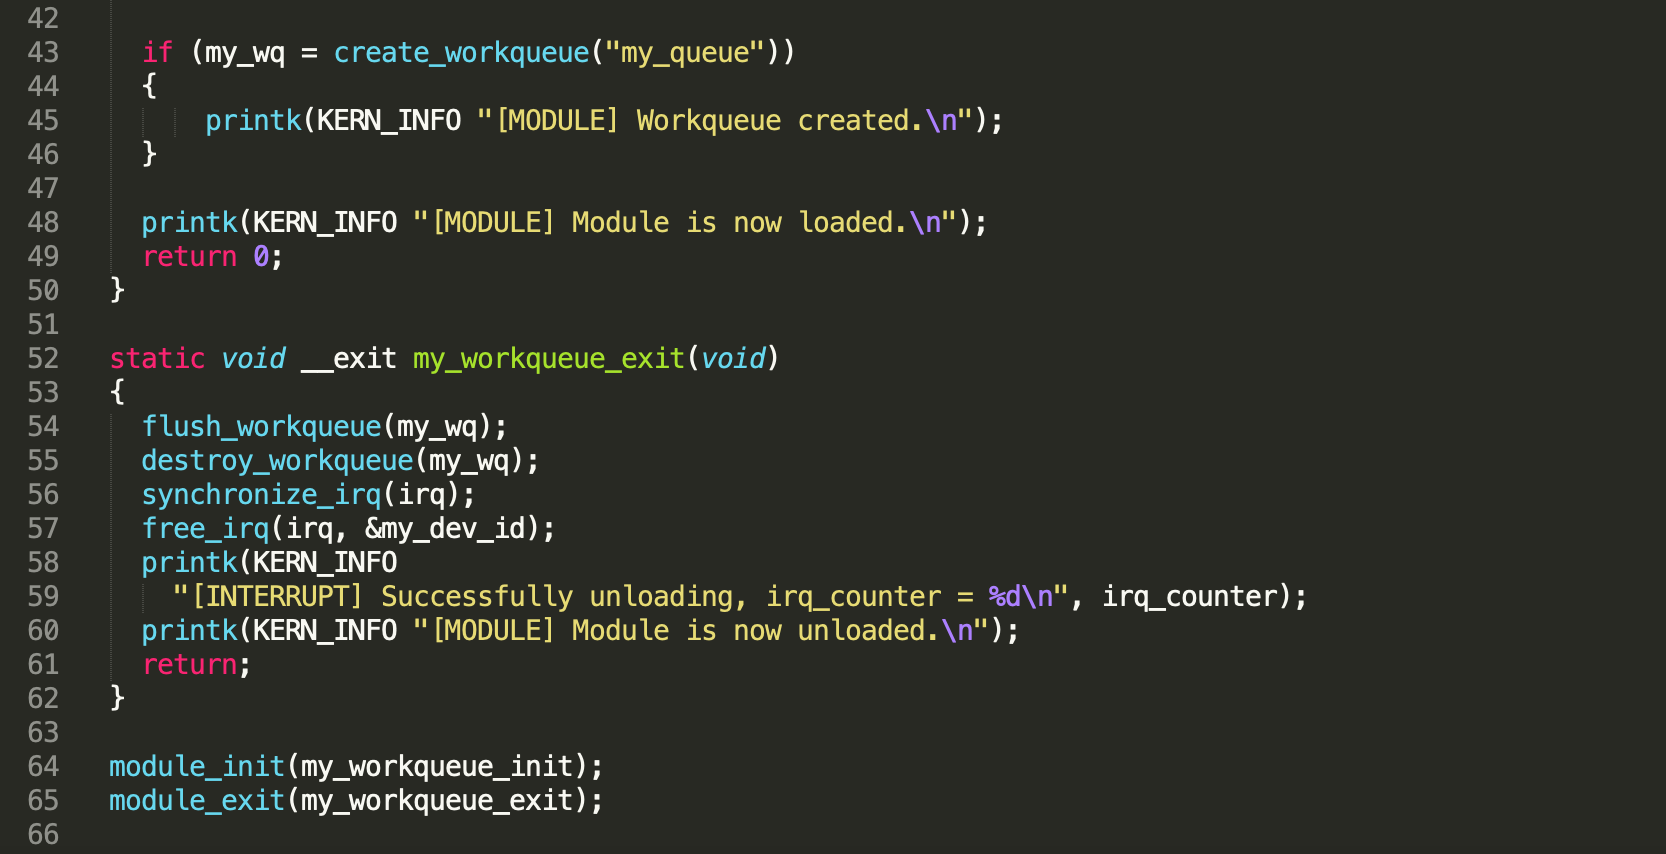 42
43 if (my_wq = create_workqueue("my_queue"))
44 {
45 printk(KERN_INFO "[MODULE] Workqueue created.\n");
46 }
47
48 printk(KERN_INFO "[MODULE] Module is now loaded.\n");
49 return 0;
50 }
51
52 static void __exit my_workqueue_exit(void)
53 {
54 flush_workqueue(my_wq);
55 destroy_workqueue(my_wq);
56 synchronize_irq(irq);
57 free_irq(irq, &my_dev_id);
58 printk(KERN_INFO
59 "[INTERRUPT] Successfully unloading, irq_counter = %d\n", irq_counter);
60 printk(KERN_INFO "[MODULE] Module is now unloaded.\n");
61 return;
62 }
63
64 module_init(my_workqueue_init);
65 module_exit(my_workqueue_exit);
66